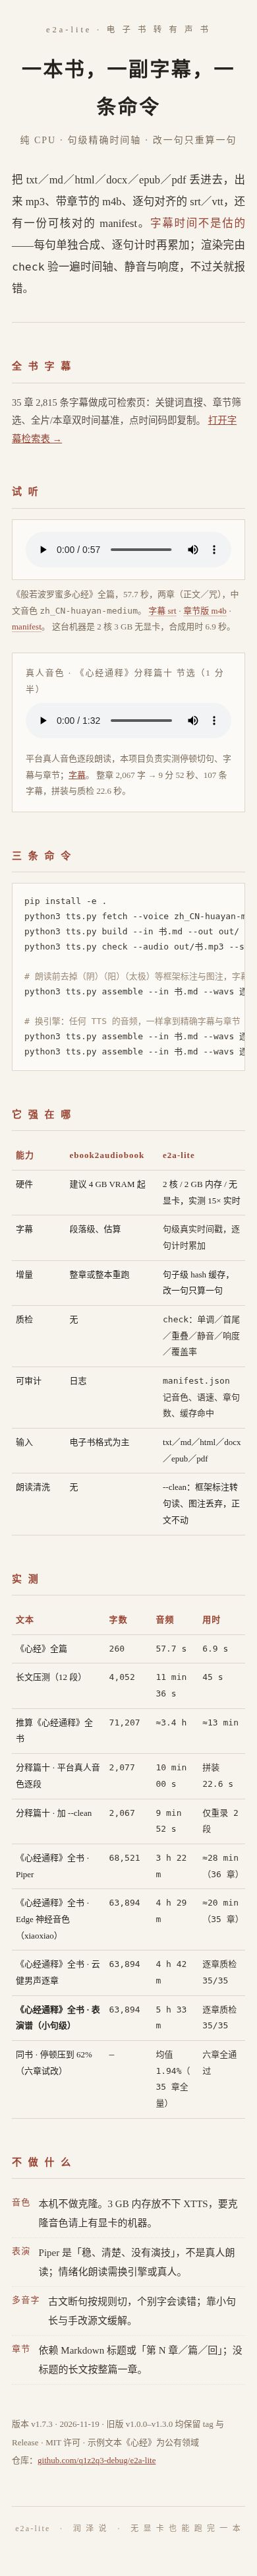 e2a-lite · 电子书转有声书
一本书，一副字幕，一
条命令
纯 CPU · 句级精确时间轴 · 改一句只重算一句
把 txt／md／html／docx／epub／pdf 丢进去，出
来 mp3、带章节的 m4b、逐句对齐的 srt／vtt，还
有一份可核对的 manifest。字幕时间不是估的
——每句单独合成、逐句计时再累加；渲染完由
check 验一遍时间轴、静音与响度，不过关就报
错。
全书字幕
35 章 2,815 条字幕做成可检索页：关键词直搜、章节筛
选、全片/本章双时间基准，点时间码即复制。 打开字
幕检索表 →
试听
0:00 / 0:57
《般若波罗蜜多心经》全篇，57.7 秒，两章（正文／咒），中
文音色 zh_CN-huayan-medium。 字幕 srt · 章节版 m4b ·
manifest。 这台机器是 2 核 3 GB 无显卡，合成用时 6.9 秒。
真人音色 · 《心经通释》分释篇十 节选（1 分
半）
0:00 / 1:32
平台真人音色逐段朗读，本项目负责实测停顿切句、字
幕与章节；字幕。 整章 2,067 字 → 9 分 52 秒、107 条
字幕，拼装与质检 22.6 秒。
三条命令
pip install -e .
python3 tts.py fetch --voice zh_CN-huayan-m
python3 tts.py build --in 书.md --out out/
python3 tts.py check --audio out/书.mp3 --s
# 朗读前去掉（阴）（阳）（太极）等框架标注与图注，字幕
python3 tts.py assemble --in 书.md --wavs 逐
# 换引擎：任何 TTS 的音频，一样拿到精确字幕与章节
python3 tts.py assemble --in 书.md --wavs 逐
python3 tts.py assemble --in 书.md --wavs 逐
它强在哪
能力 ebook2audiobook e2a-lite
硬件 建议 4 GB VRAM 起 2 核 / 2 GB 内存 / 无
显卡，实测 15× 实时
字幕 段落级、估算 句级真实时间戳，逐
句计时累加
增量 整章或整本重跑 句子级 hash 缓存，
改一句只算一句
质检 无 check：单调／首尾
／重叠／静音／响度
／覆盖率
可审计 日志 manifest.json
记音色、语速、章句
数、缓存命中
输入 电子书格式为主 txt／md／html／docx
／epub／pdf
朗读清洗 无 --clean：框架标注转
句读、图注丢弃，正
文不动
实测
文本 字数 音频 用时
《心经》全篇 260 57.7 s 6.9 s
长文压测（12 段） 4,052 11 min
36 s 45 s
推算《心经通释》全
书 71,207 ≈3.4 h ≈13 min
分释篇十 · 平台真人音
色逐段 2,077 10 min
00 s 拼装
22.6 s
分释篇十 · 加 --clean 2,067 9 min
52 s 仅重录 2
段
《心经通释》全书 ·
Piper 68,521 3 h 22
m ≈28 min
（36 章）
《心经通释》全书 ·
Edge 神经音色
（xiaoxiao） 63,894 4 h 29
m ≈20 min
（35 章）
《心经通释》全书 · 云
健男声逐章 63,894 4 h 42
m 逐章质检
35/35
《心经通释》全书 · 表
演谱（小句级） 63,894 5 h 33
m 逐章质检
35/35
同书 · 停顿压到 62%
（六章试改） — 均值
1.94%（
35 章全
量） 六章全通
过
不做什么
音色 本机不做克隆。3 GB 内存放不下 XTTS，要克
隆音色请上有显卡的机器。
表演 Piper 是「稳、清楚、没有演技」，不是真人朗
读；情绪化朗读需换引擎或真人。
多音字 古文断句按规则切，个别字会读错；靠小句
长与手改源文缓解。
章节 依赖 Markdown 标题或「第 N 章／篇／回」；没
标题的长文按整篇一章。
版本 v1.7.3 · 2026-11-19 · 旧版 v1.0.0–v1.3.0 均保留 tag 与
Release · MIT 许可 · 示例文本《心经》为公有领域
仓库：github.com/q1z2q3-debug/e2a-lite
e2a-lite · 润泽说 · 无显卡也能跑完一本